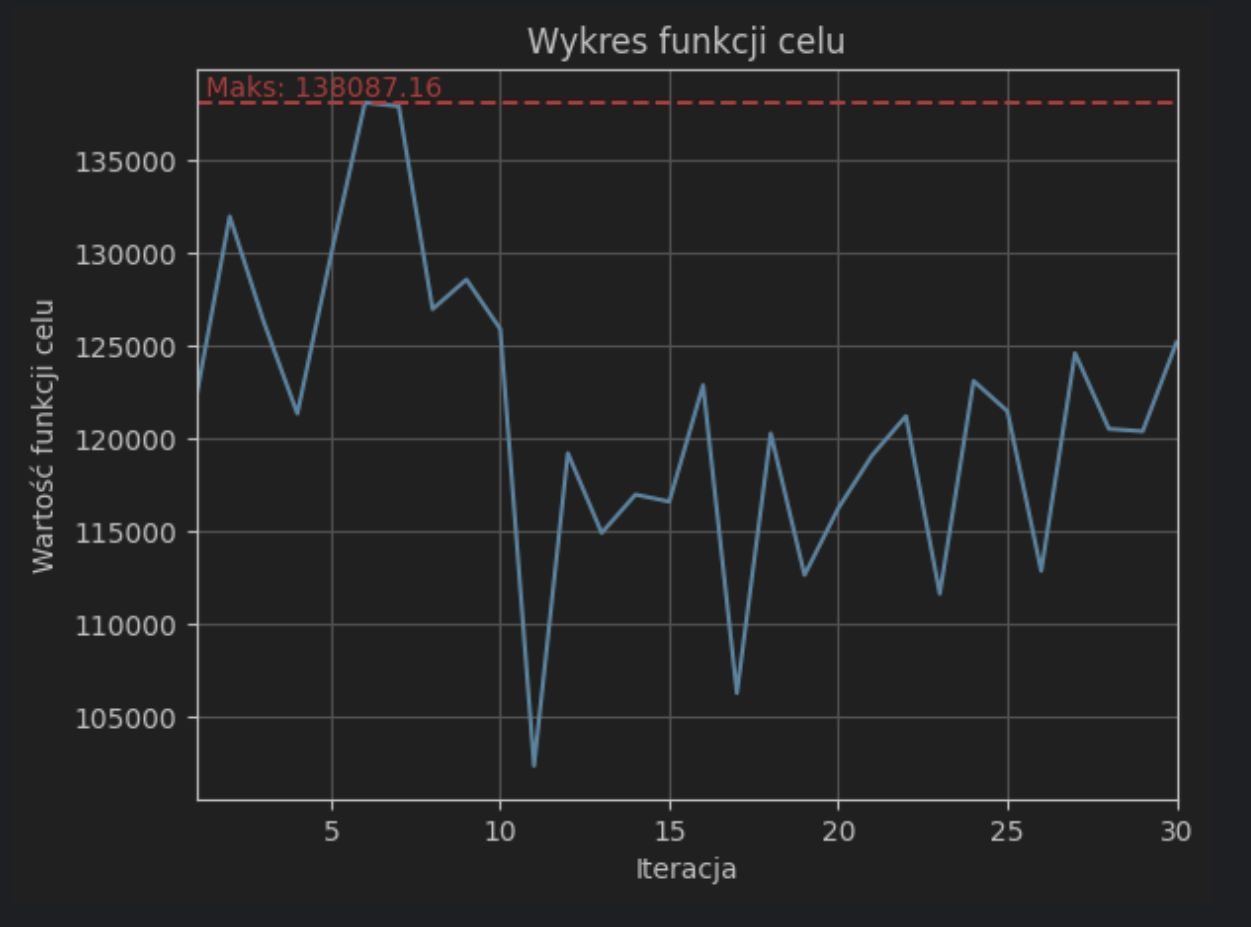 Wykres funkcji celu
Maks: 138087.16
135000
130000
125000
120000
115000
110000
105000
Wartość funkcji celu
5 10 15 20 25 30
Iteracja